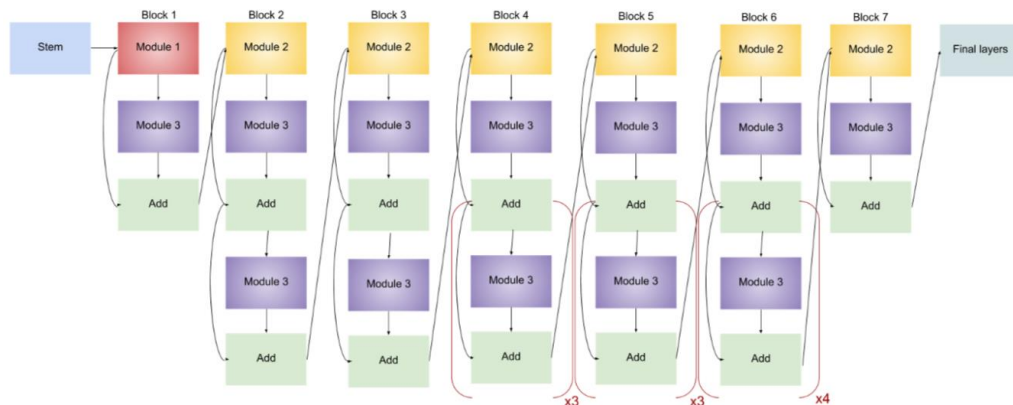 Block 1
Block 2
Block 3
Block 4
Block 5
Block 6
Block 7
Stem
Module 1
Module 2
Module 2
Module 2
Module 2
Module 2
Module 2
Final layers
Module 3
Module 3
Module 3
Module 3
Module 3
Module 3
Module 3
Add
Add
Add
Add
Add
Add
Add
Module 3
Module 3
Module 3
Module 3
Module 3
Add
Add
Add
Add
Add
x3
x3
x4